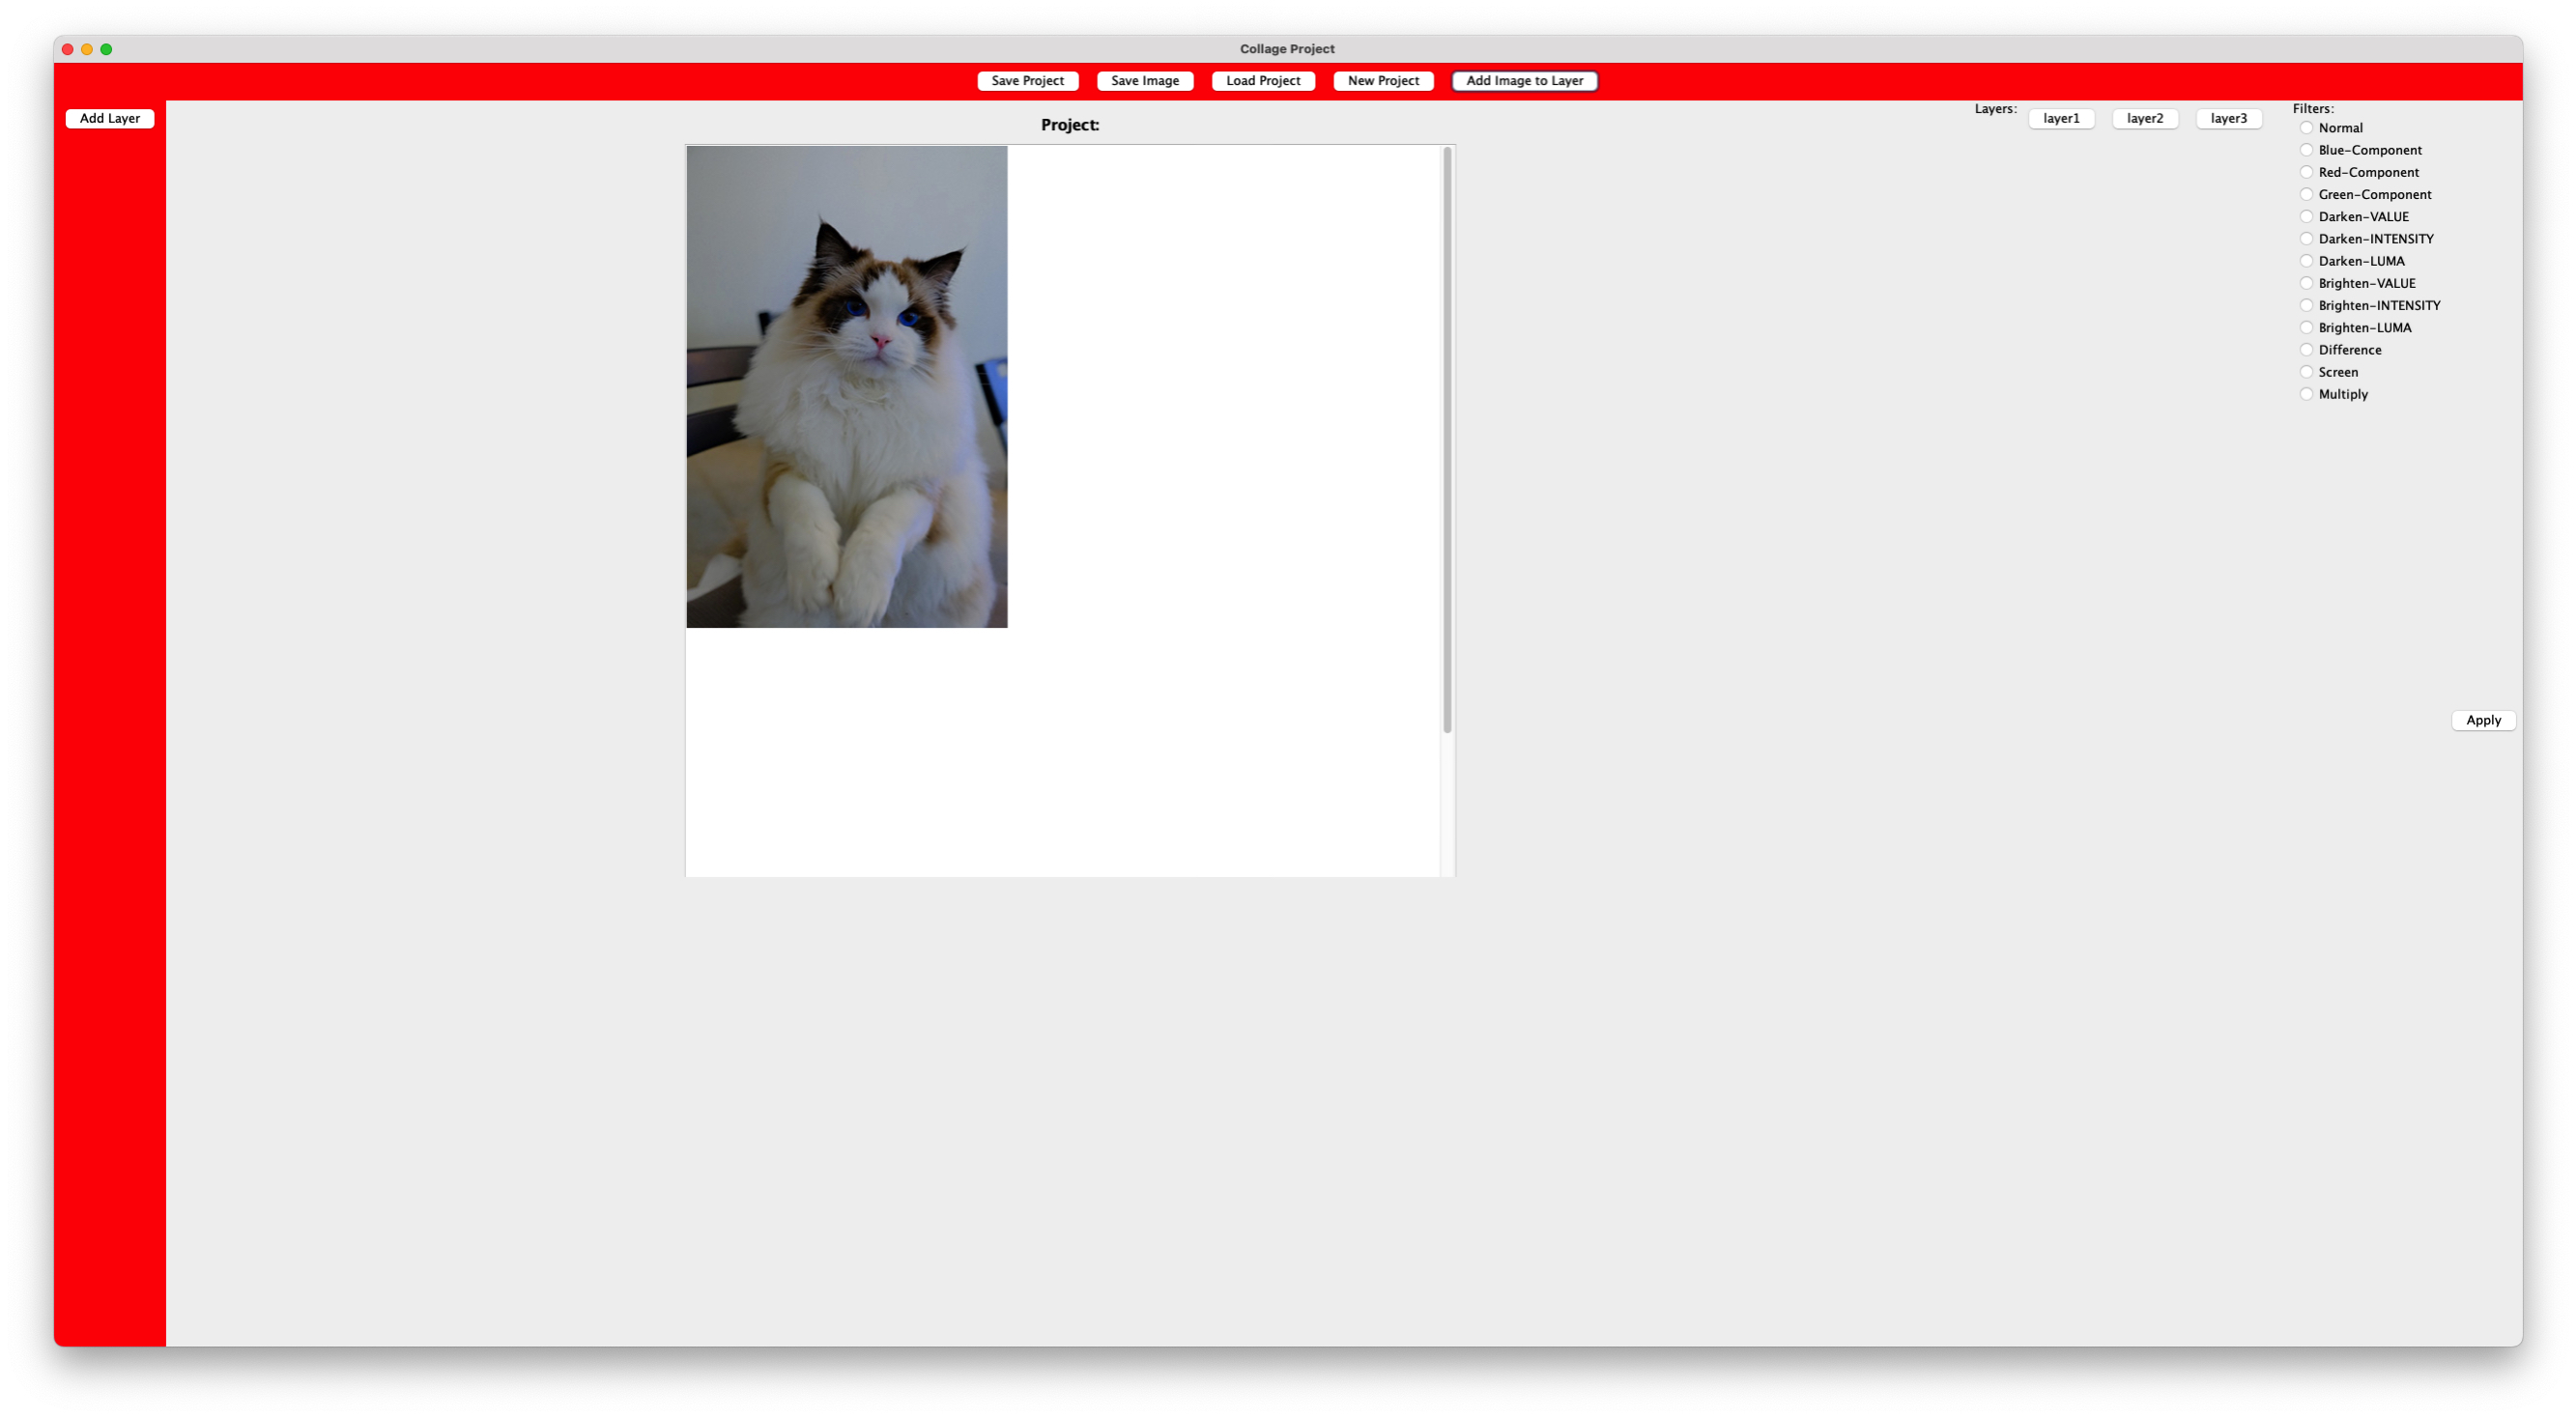 Collage Project
Save Project Save Image Load Project New Project Add Image to Layer
Add Layer
Project:
Layers: layer1 layer2 layer3
Filters:
Normal
Blue-Component
Red-Component
Green-Component
Darken-VALUE
Darken-INTENSITY
Darken-LUMA
Brighten-VALUE
Brighten-INTENSITY
Brighten-LUMA
Difference
Screen
Multiply
Apply